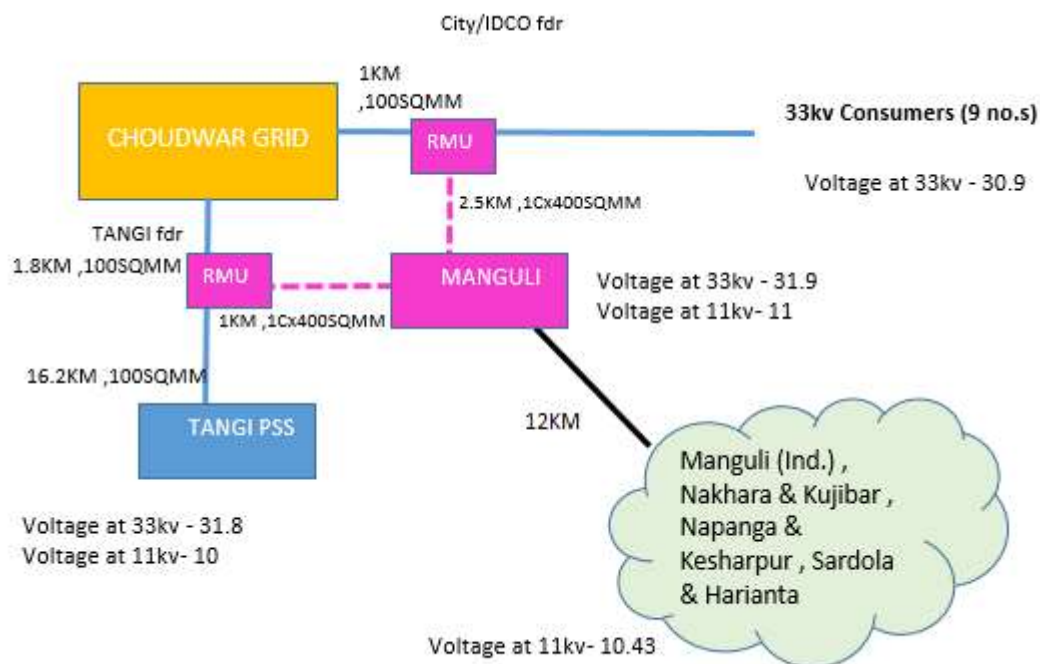 City/IDCO fdr
1KM
,100SQMM
CHOUDWAR GRID
RMU
33kv Consumers (9 no.s)
Voltage at 33kv - 30.9
2.5KM ,1Cx400SQMM
TANGI fdr
1.8KM ,100SQMM
RMU
MANGULI
Voltage at 33kv - 31.9
Voltage at 11kv- 11
1KM ,1Cx400SQMM
16.2KM ,100SQMM
TANGI PSS
12KM
Voltage at 33kv - 31.8
Voltage at 11kv- 10
Manguli (Ind.) ,
Nakhara & Kujibar ,
Napanga &
Kesharpur , Sardola
& Harianta
Voltage at 11kv- 10.43